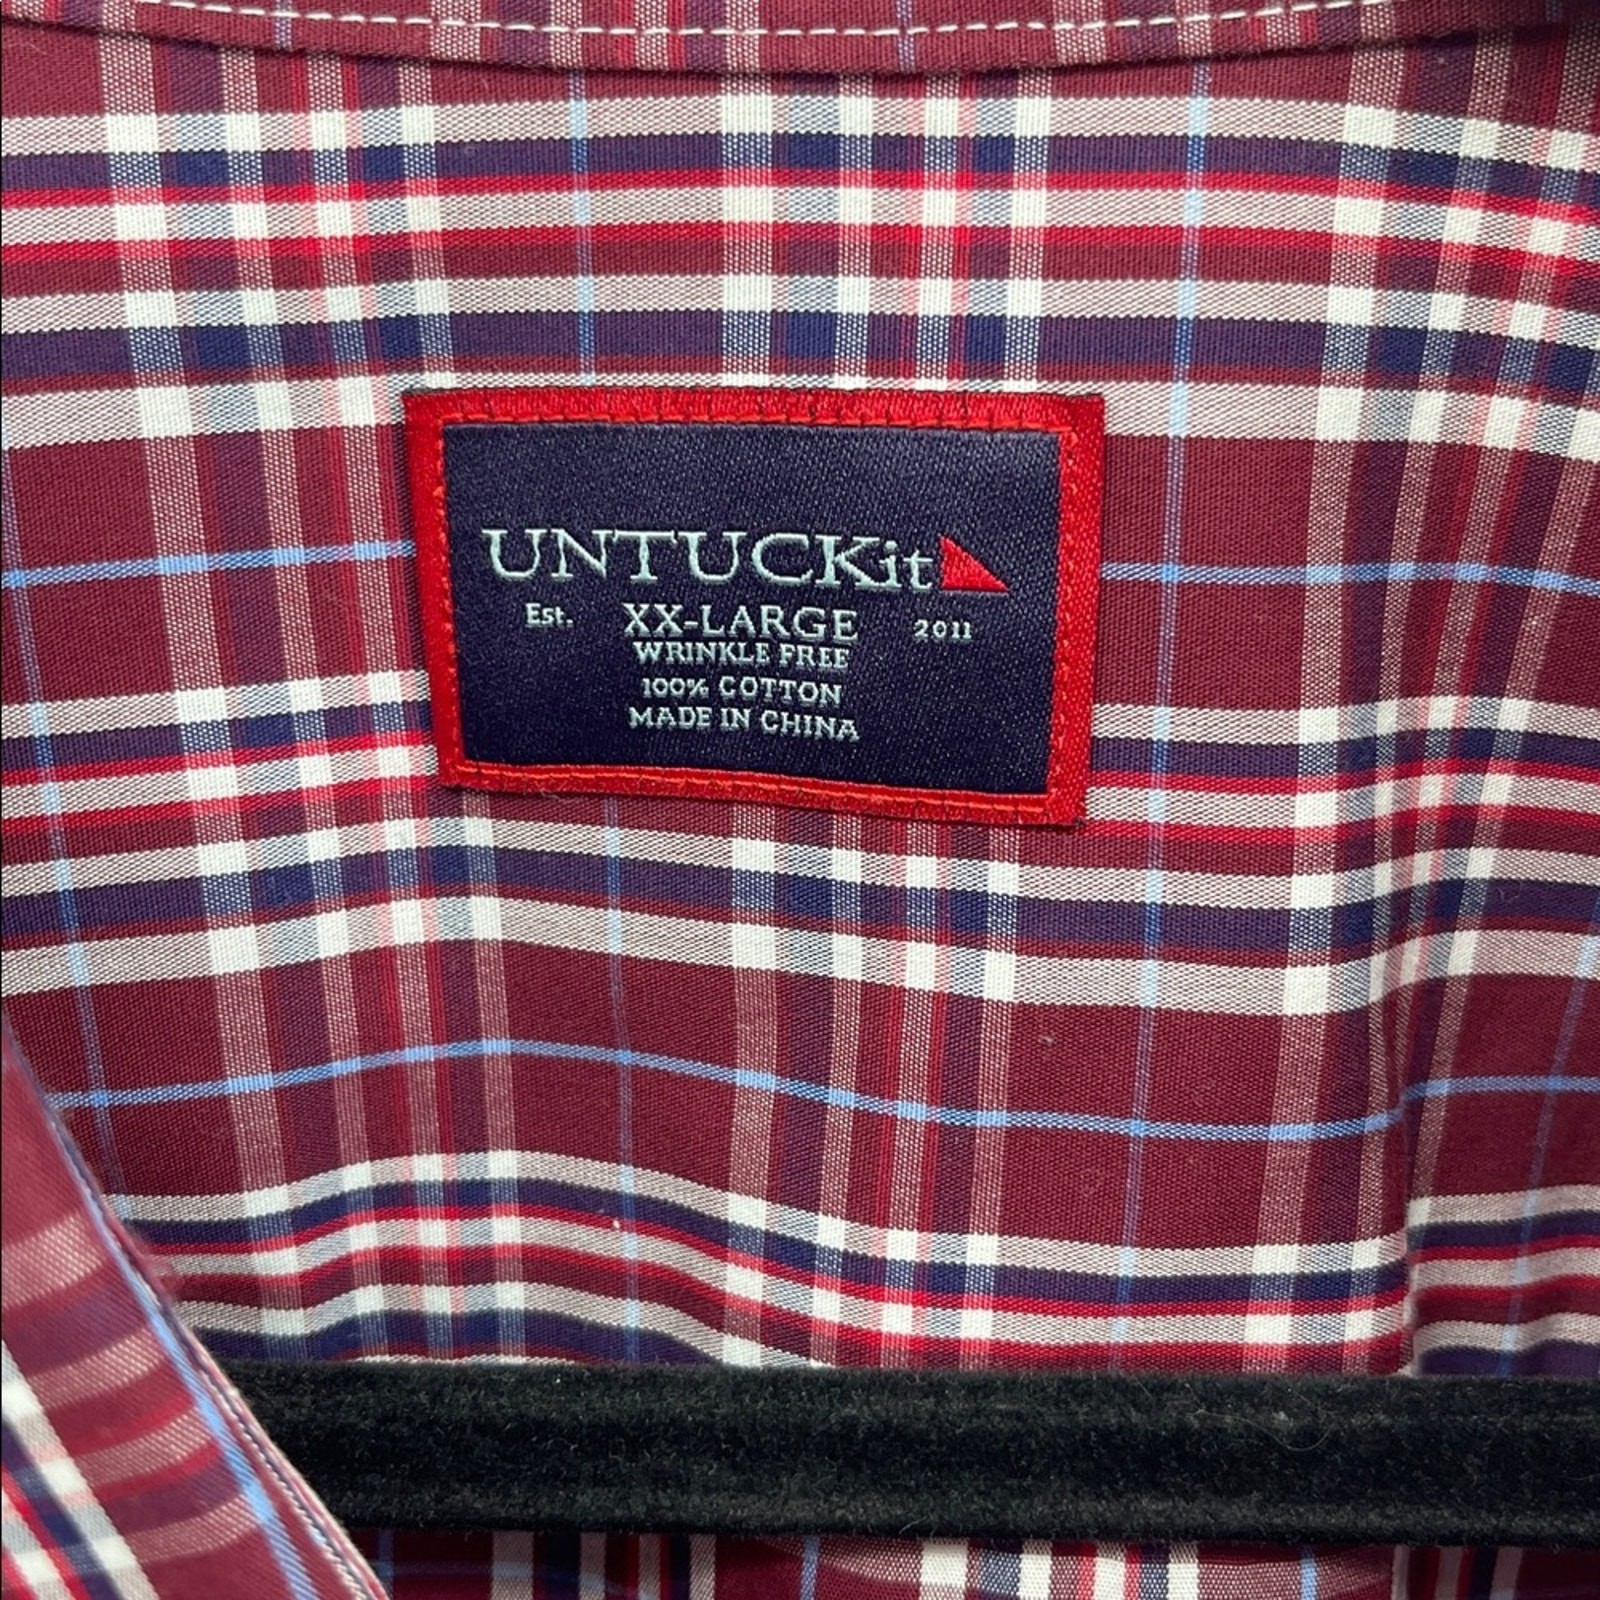 UNTUCKit
Est. XX-LARGE 2011
WRINKLE FREE
100% COTTON
MADE IN CHINA